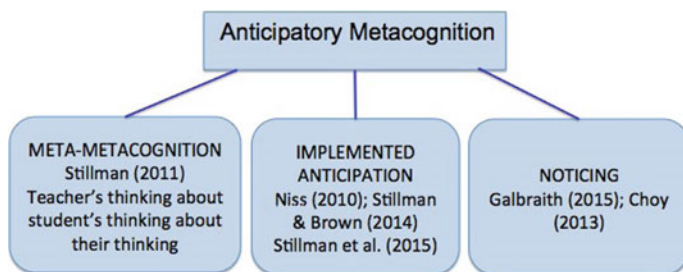 Anticipatory Metacognition
META-METACOGNITION
Stillman (2011)
Teacher's thinking about
student's thinking about
their thinking
IMPLEMENTED
ANTICIPATION
Niss (2010); Stillman
& Brown (2014)
Stillman et al. (2015)
NOTICING
Galbraith (2015); Choy
(2013)